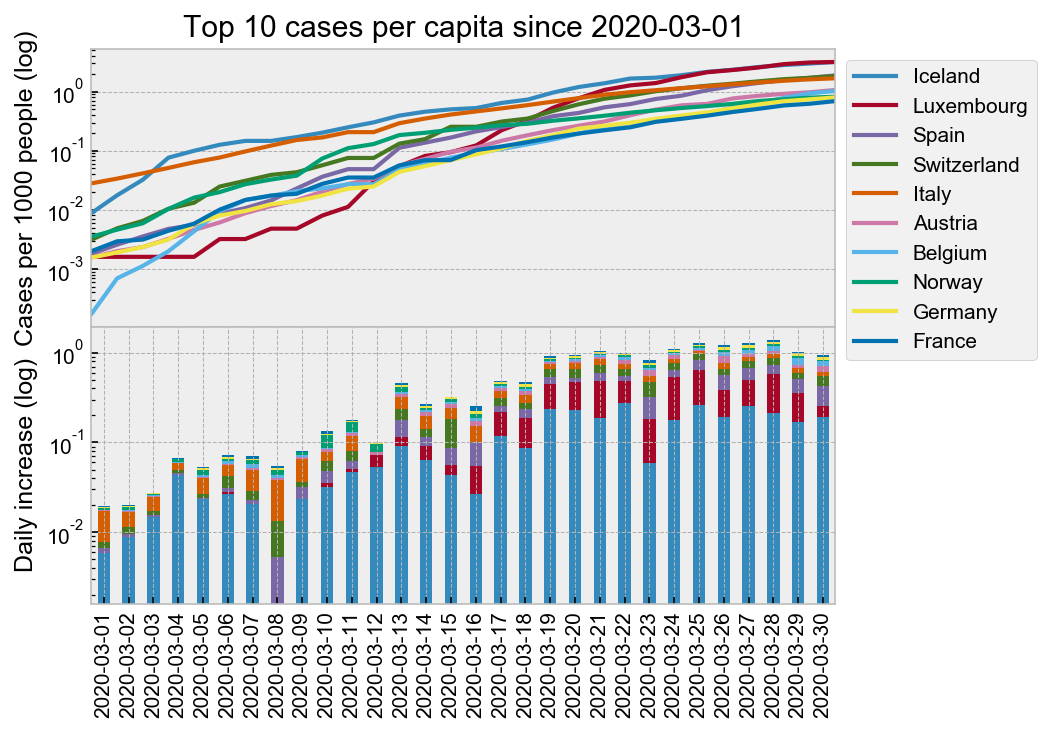 Top 10 cases per capita since 2020-03-01
Cases per 1000 people (log)
10^0
10^-1
10^-2
10^-3
Iceland
Luxembourg
Spain
Switzerland
Italy
Austria
Belgium
Norway
Germany
France
Daily increase (log)
10^0
10^-1
10^-2
2020-03-01
2020-03-02
2020-03-03
2020-03-04
2020-03-05
2020-03-06
2020-03-07
2020-03-08
2020-03-09
2020-03-10
2020-03-11
2020-03-12
2020-03-13
2020-03-14
2020-03-15
2020-03-16
2020-03-17
2020-03-18
2020-03-19
2020-03-20
2020-03-21
2020-03-22
2020-03-23
2020-03-24
2020-03-25
2020-03-26
2020-03-27
2020-03-28
2020-03-29
2020-03-30